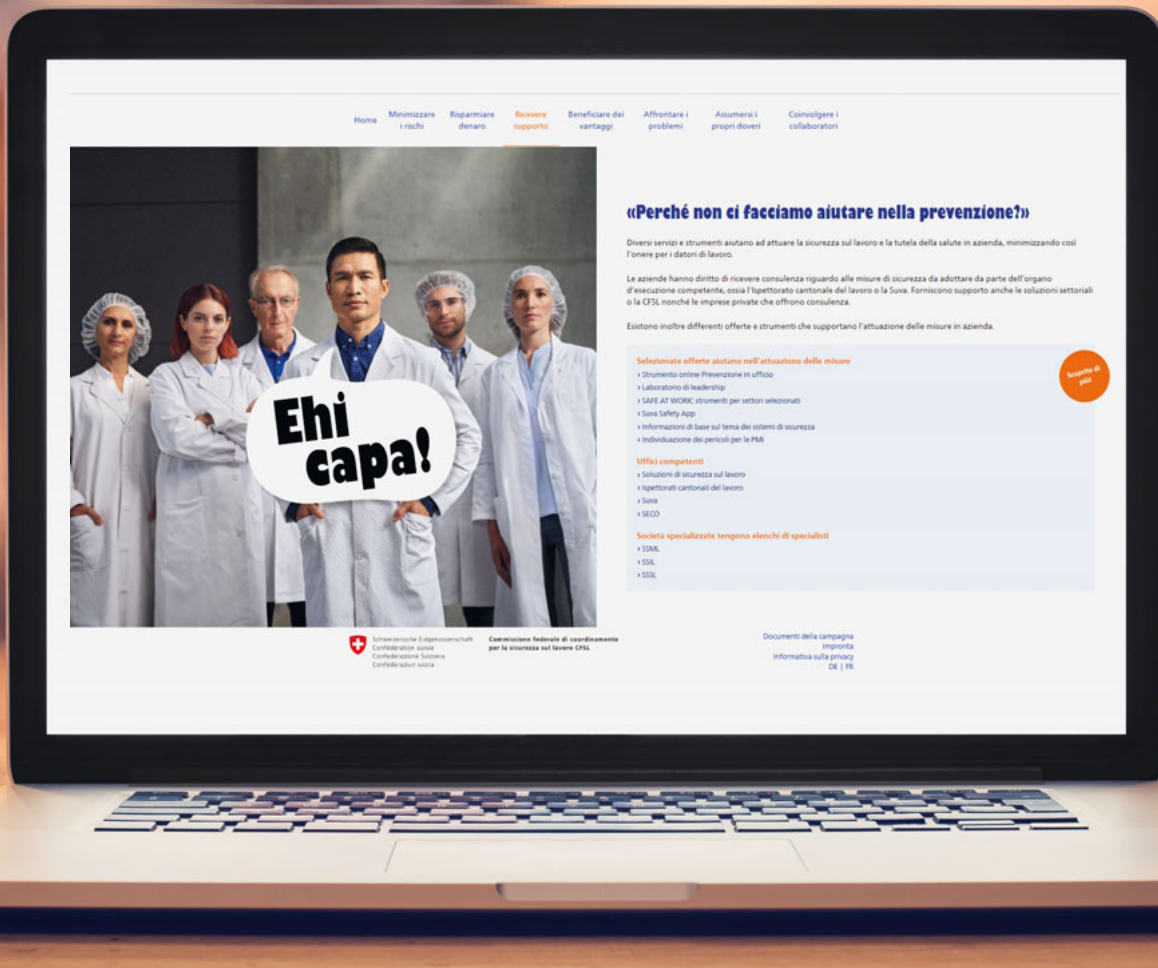 Home
Minimizzare
i rischi
Risparmiare
denaro
Ricevere
supporto
Beneficiare dei
vantaggi
Affrontare i
problemi
Assumersi i
propri doveri
Coinvolgere i
collaboratori
Ehi
capa!
«Perché non ci facciamo aiutare nella prevenzione?»
Diversi servizi e strumenti aiutano ad attuare la sicurezza sul lavoro e la tutela della salute in azienda, minimizzando così
l'onere per i datori di lavoro.
Le aziende hanno diritto di ricevere consulenza riguardo alle misure di sicurezza da adottare da parte dell'organo
d'esecuzione competente, ossia l'Ispettorato cantonale del lavoro o la Suva. Forniscono supporto anche le soluzioni settoriali
o la CFSL nonché le imprese private che offrono consulenza.
Esistono inoltre differenti offerte e strumenti che supportano l'attuazione delle misure in azienda.
Selezionate offerte aiutano nell'attuazione delle misure
› Strumento online Prevenzione in ufficio
› Laboratorio di leadership
› SAFE AT WORK: strumenti per settori selezionati
› Suva Safety App
› Informazioni di base sul tema dei sistemi di sicurezza
› Individuazione dei pericoli per le PMI
Uffici competenti
› Soluzioni di sicurezza sul lavoro
› Ispettorati cantonali del lavoro
› Suva
› SECO
Società specializzate tengono elenchi di specialisti
› SSML
› SSIL
› SSSL
Scoprite di
più!
Schweizerische Eidgenossenschaft
Confédération suisse
Confederazione Svizzera
Confederaziun svizra
Commissione federale di coordinamento
per la sicurezza sul lavoro CFSL
Documenti della campagna
Impronta
Informativa sulla privacy
DE | FR